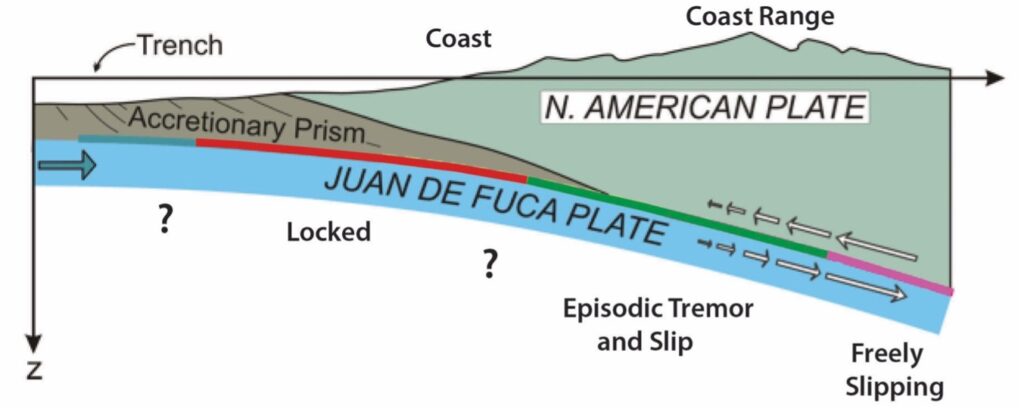 Trench
Coast
Coast Range
Accretionary Prism
N. AMERICAN PLATE
JUAN DE FUCA PLATE
?
Locked
?
Episodic Tremor
and Slip
Freely
Slipping
z